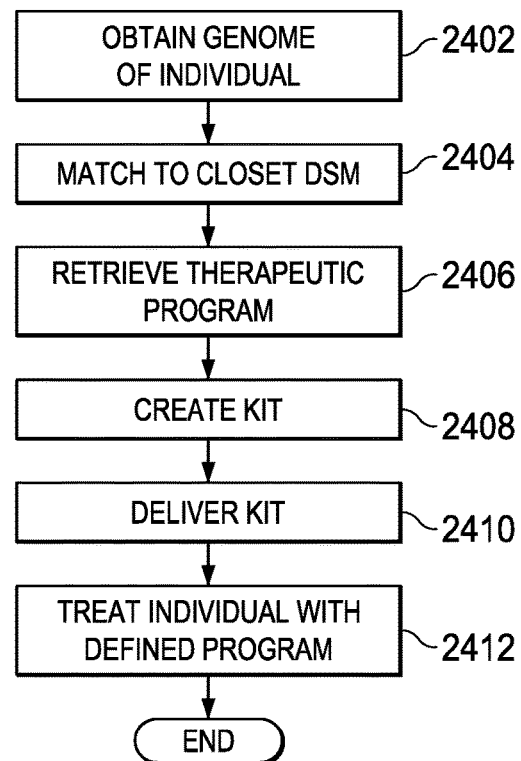 OBTAIN GENOME
OF INDIVIDUAL
2402
MATCH TO CLOSET DSM
2404
RETRIEVE THERAPEUTIC
PROGRAM
2406
CREATE KIT
2408
DELIVER KIT
2410
TREAT INDIVIDUAL WITH
DEFINED PROGRAM
2412
END